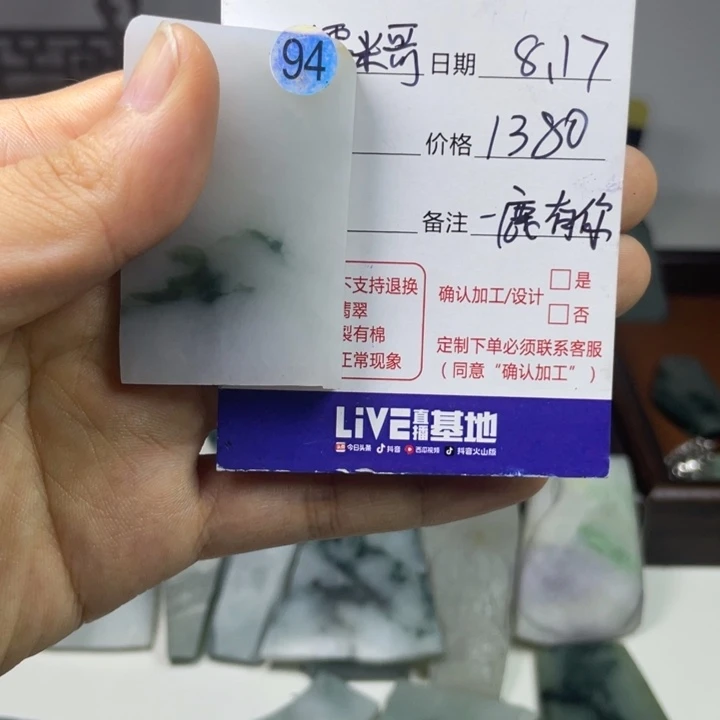 94
米哥 日期 8.17
价格 1380
备注 一鹿有你
不支持退换
翡翠
裂有棉
正常现象
确认加工/设计 □是
□否
定制下单必须联系客服
(同意“确认加工”)
LiVE直播基地
今日头条 抖音 西瓜视频 抖音火山版